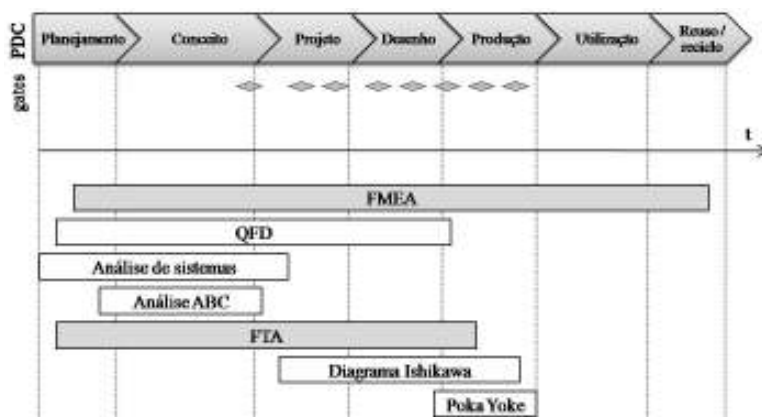 PDC
Planejamento
Conceito
Projeto
Desenho
Produção
Utilização
Reuso /
reciclo
gates
t
FMEA
QFD
Análise de sistemas
Análise ABC
FTA
Diagrama Ishikawa
Poka Yoke